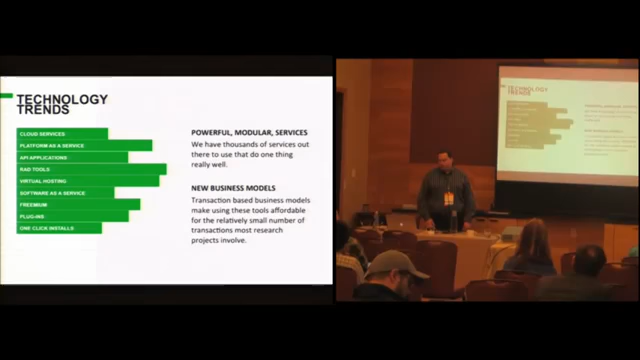 TECHNOLOGY
TRENDS
CLOUD SERVICES
PLATFORM AS A SERVICE
API APPLICATIONS
RAD TOOLS
VIRTUAL HOSTING
SOFTWARE AS A SERVICE
FREEMIUM
PLUG-INS
ONE CLICK INSTALLS
POWERFUL, MODULAR, SERVICES
We have thousands of services out
there to use that do one thing
really well.
NEW BUSINESS MODELS
Transaction based business models
make using these tools affordable
for the relatively small number of
transactions most research
projects involve.
TECHNOLOGY
TRENDS